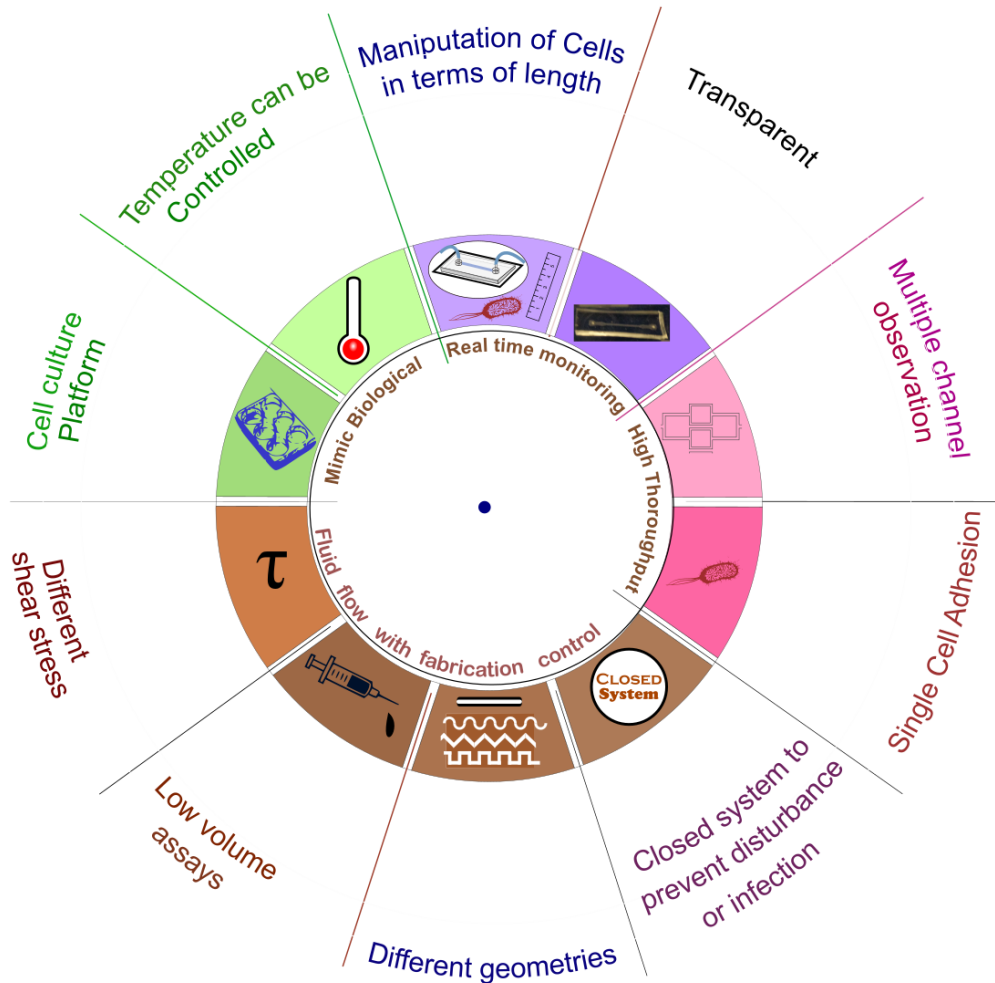 Maniputation of Cells
in terms of length
Transparent
Multiple channel
observation
Single Cell Adhesion
Closed system to
prevent disturbance
or infection
Different geometries
Low volume
assays
Different
shear stress
Cell culture
Platform
Temperature can be
Controlled
Real time monitoring
High Thoroughput
Fluid flow with fabrication control
Mimic Biological
CLOSED
System
τ